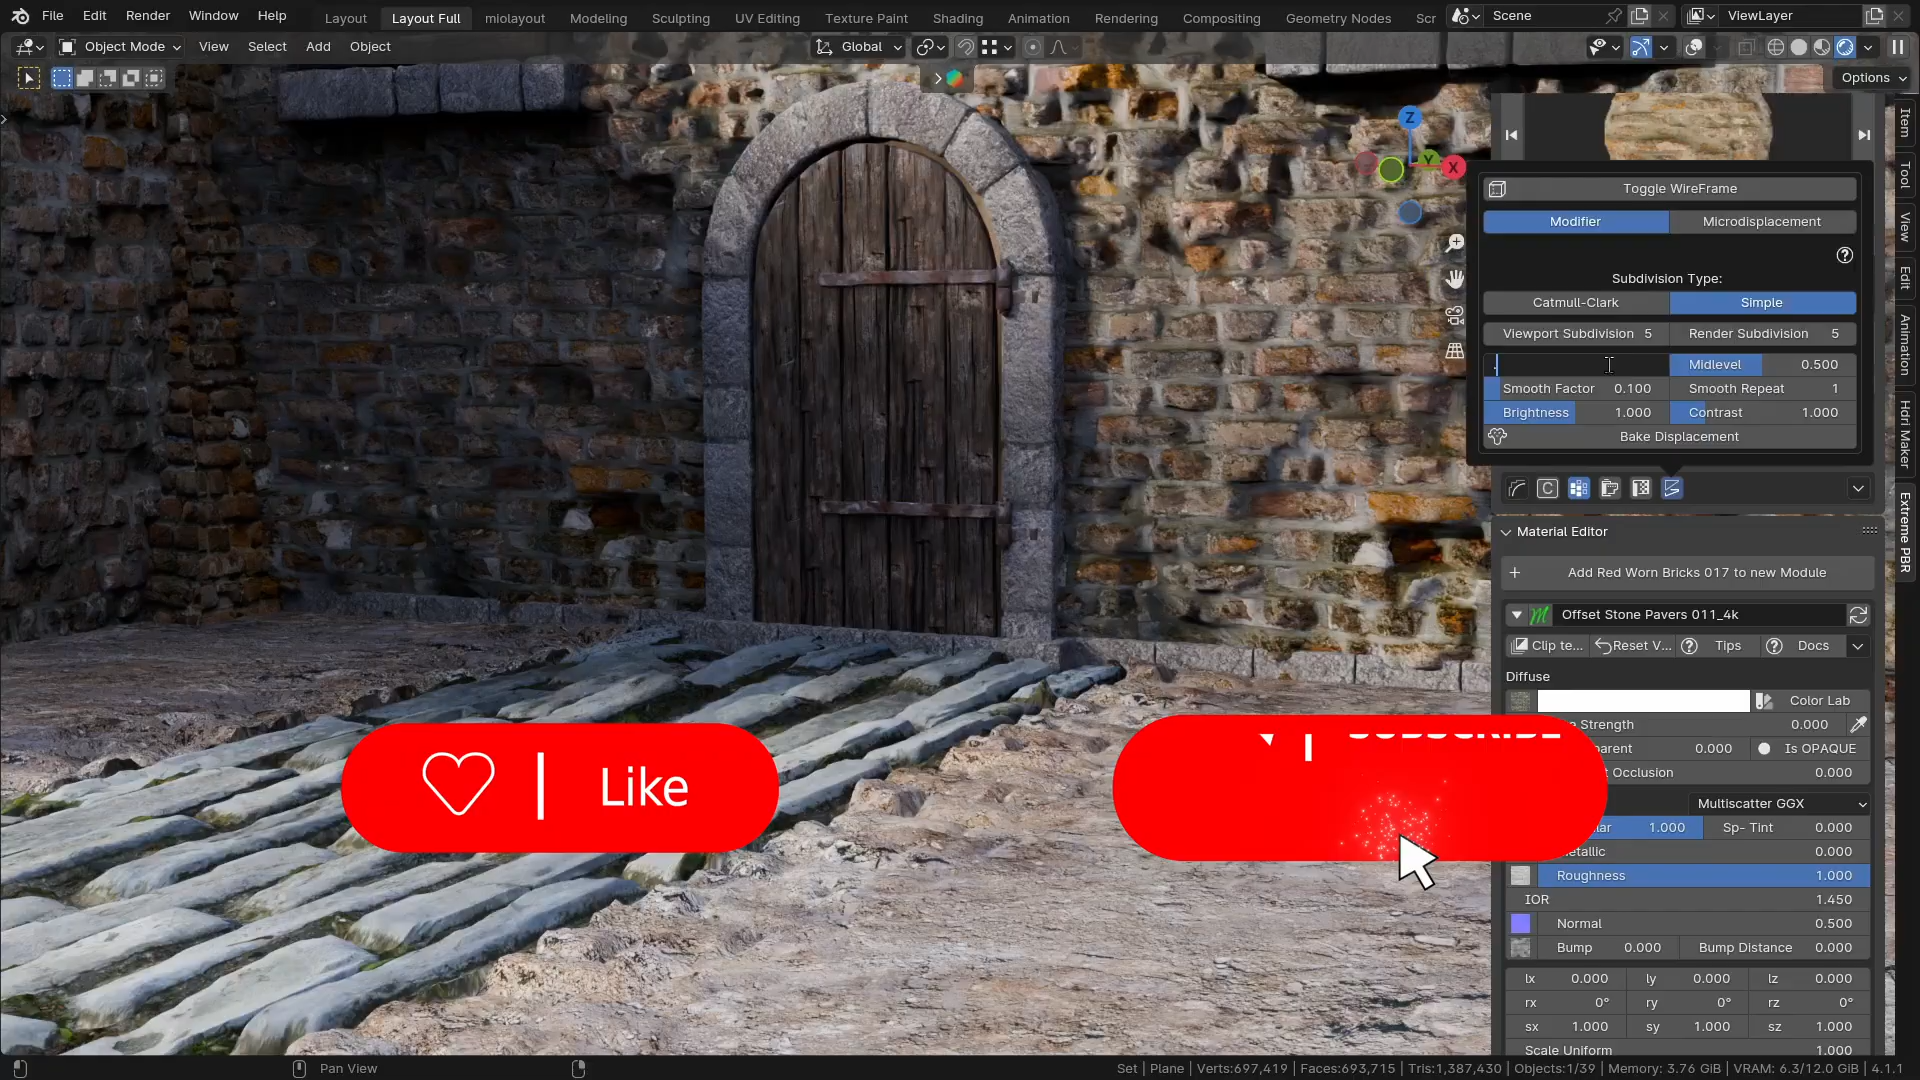 File Edit Render Window Help Layout Layout Full miolayout Modeling Sculpting UV Editing Texture Paint Shading Animation Rendering Compositing Geometry Nodes Scr Scene ViewLayer
Object Mode View Select Add Object Global
Options
Z
Y
X
Item
Tool
View
Edit
Animation
Hdri Maker
Extreme PBR
Toggle WireFrame
Modifier Microdisplacement
Subdivision Type:
Catmull-Clark Simple
Viewport Subdivision 5 Render Subdivision 5
. Midlevel 0.500
Smooth Factor 0.100 Smooth Repeat 1
Brightness 1.000 Contrast 1.000
Bake Displacement
C
Material Editor
Add Red Worn Bricks 017 to new Module
Offset Stone Pavers 011_4k
Clip te... Reset V... Tips Docs
Diffuse
Color Lab
Strength 0.000
arent 0.000 Is OPAQUE
t Occlusion 0.000
Multiscatter GGX
lar 1.000 Sp- Tint 0.000
etallic 0.000
Roughness 1.000
IOR 1.450
Normal 0.500
Bump 0.000 Bump Distance 0.000
lx 0.000 ly 0.000 lz 0.000
rx 0° ry 0° rz 0°
sx 1.000 sy 1.000 sz 1.000
Scale Uniform 1.000
Like
SUBSCRIBE
Pan View Set | Plane | Verts:697,419 | Faces:693,715 | Tris:1,387,430 | Objects:1/39 | Memory: 3.76 GiB | VRAM: 6.3/12.0 GiB | 4.1.1